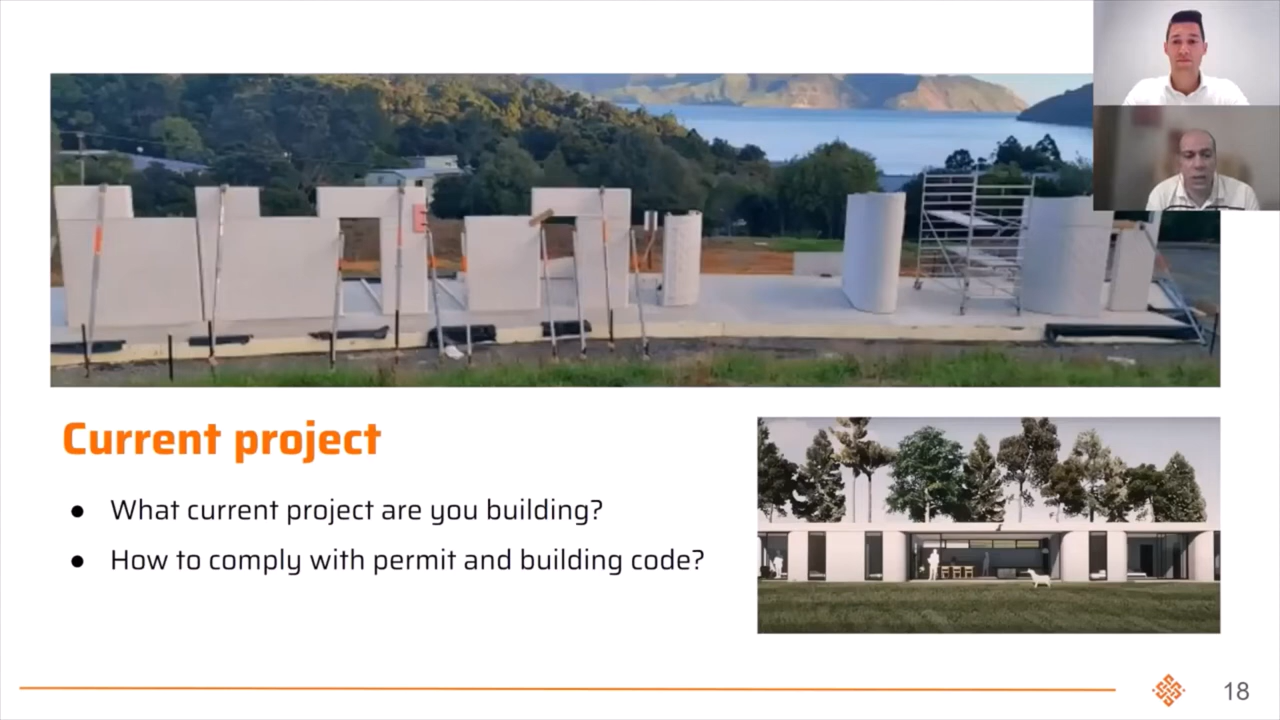 Current project
● What current project are you building?
● How to comply with permit and building code?
18